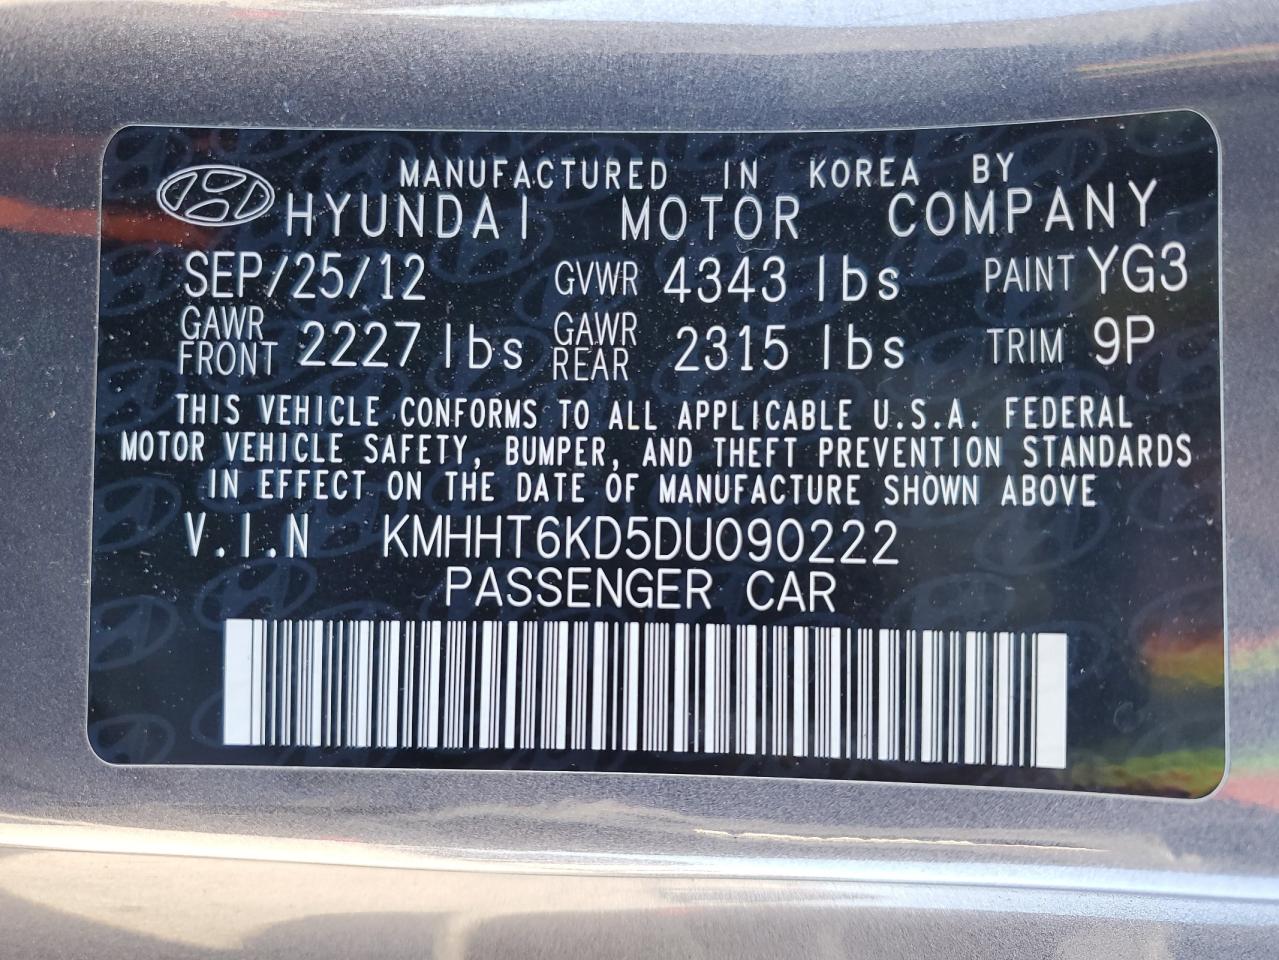 MANUFACTURED IN KOREA BY
HYUNDAI MOTOR COMPANY
SEP/25/12 GVWR 4343 lbs PAINT YG3
GAWR FRONT 2227 lbs GAWR REAR 2315 lbs TRIM 9P
THIS VEHICLE CONFORMS TO ALL APPLICABLE U.S.A. FEDERAL
MOTOR VEHICLE SAFETY, BUMPER, AND THEFT PREVENTION STANDARDS
IN EFFECT ON THE DATE OF MANUFACTURE SHOWN ABOVE
V.I.N KMHHT6KD5DU090222
PASSENGER CAR